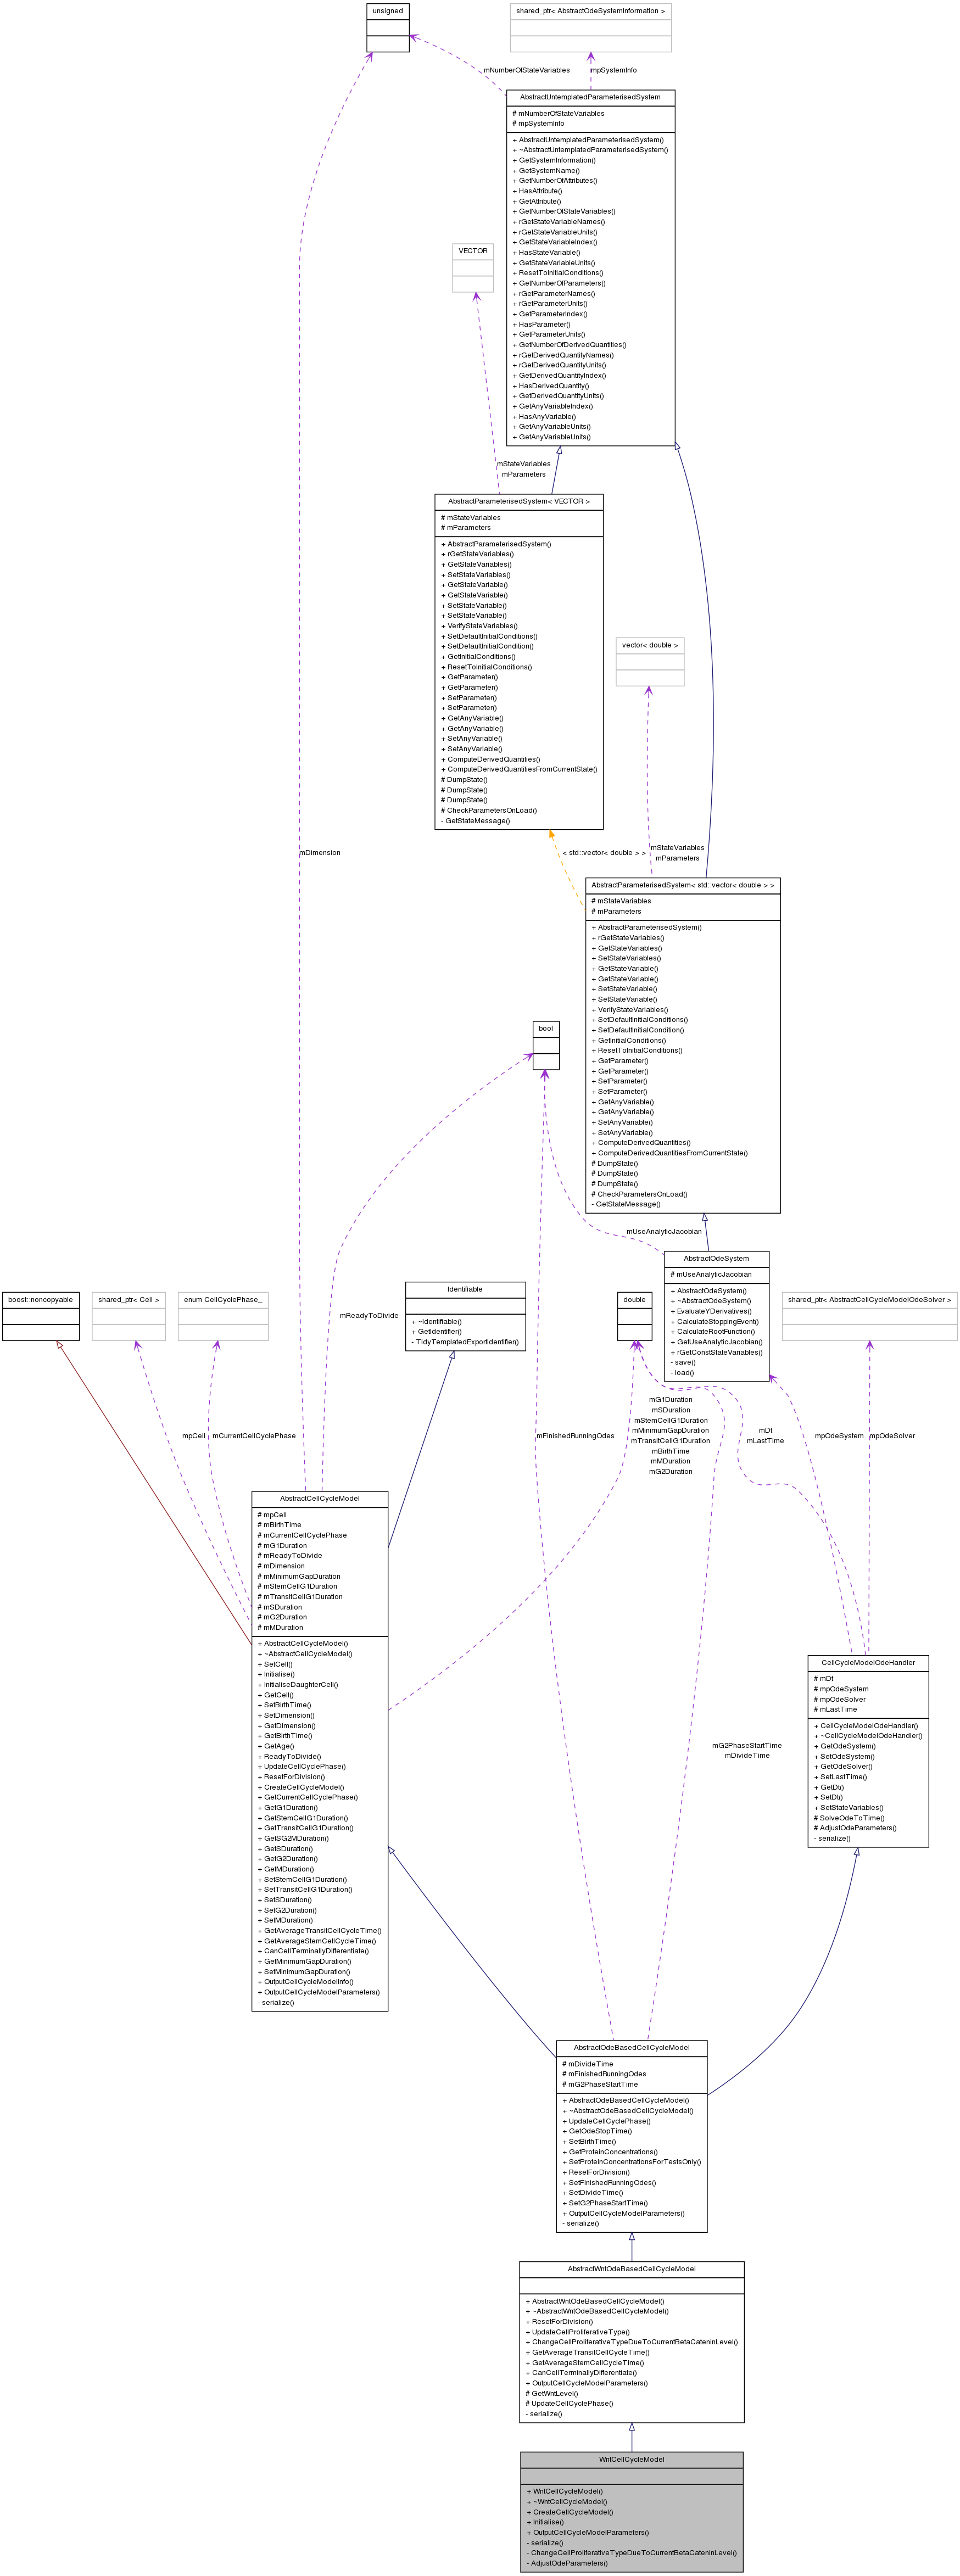 unsigned
shared_ptr< AbstractOdeSystemInformation >
mNumberOfStateVariables
mpSystemInfo
AbstractUntemplatedParameterisedSystem
# mNumberOfStateVariables
# mpSystemInfo
+ AbstractUntemplatedParameterisedSystem()
+ ~AbstractUntemplatedParameterisedSystem()
+ GetSystemInformation()
+ GetSystemName()
+ GetNumberOfAttributes()
+ HasAttribute()
+ GetAttribute()
+ GetNumberOfStateVariables()
+ rGetStateVariableNames()
+ rGetStateVariableUnits()
+ GetStateVariableIndex()
+ HasStateVariable()
+ GetStateVariableUnits()
+ ResetToInitialConditions()
+ GetNumberOfParameters()
+ rGetParameterNames()
+ rGetParameterUnits()
+ GetParameterIndex()
+ HasParameter()
+ GetParameterUnits()
+ GetNumberOfDerivedQuantities()
+ rGetDerivedQuantityNames()
+ rGetDerivedQuantityUnits()
+ GetDerivedQuantityIndex()
+ HasDerivedQuantity()
+ GetDerivedQuantityUnits()
+ GetAnyVariableIndex()
+ HasAnyVariable()
+ GetAnyVariableUnits()
+ GetAnyVariableUnits()
VECTOR
mStateVariables
mParameters
AbstractParameterisedSystem< VECTOR >
# mStateVariables
# mParameters
+ AbstractParameterisedSystem()
+ rGetStateVariables()
+ GetStateVariables()
+ SetStateVariables()
+ GetStateVariable()
+ GetStateVariable()
+ SetStateVariable()
+ SetStateVariable()
+ VerifyStateVariables()
+ SetDefaultInitialConditions()
+ SetDefaultInitialCondition()
+ GetInitialConditions()
+ ResetToInitialConditions()
+ GetParameter()
+ GetParameter()
+ SetParameter()
+ SetParameter()
+ GetAnyVariable()
+ GetAnyVariable()
+ SetAnyVariable()
+ SetAnyVariable()
+ ComputeDerivedQuantities()
+ ComputeDerivedQuantitiesFromCurrentState()
# DumpState()
# DumpState()
# DumpState()
# CheckParametersOnLoad()
- GetStateMessage()
vector< double >
mDimension
< std::vector< double > >
mStateVariables
mParameters
AbstractParameterisedSystem< std::vector< double > >
# mStateVariables
# mParameters
+ AbstractParameterisedSystem()
+ rGetStateVariables()
+ GetStateVariables()
+ SetStateVariables()
+ GetStateVariable()
+ GetStateVariable()
+ SetStateVariable()
+ SetStateVariable()
+ VerifyStateVariables()
+ SetDefaultInitialConditions()
+ SetDefaultInitialCondition()
+ GetInitialConditions()
+ ResetToInitialConditions()
+ GetParameter()
+ GetParameter()
+ SetParameter()
+ SetParameter()
+ GetAnyVariable()
+ GetAnyVariable()
+ SetAnyVariable()
+ SetAnyVariable()
+ ComputeDerivedQuantities()
+ ComputeDerivedQuantitiesFromCurrentState()
# DumpState()
# DumpState()
# DumpState()
# CheckParametersOnLoad()
- GetStateMessage()
bool
mUseAnalyticJacobian
AbstractOdeSystem
# mUseAnalyticJacobian
+ AbstractOdeSystem()
+ ~AbstractOdeSystem()
+ EvaluateYDerivatives()
+ CalculateStoppingEvent()
+ CalculateRootFunction()
+ GetUseAnalyticJacobian()
+ rGetConstStateVariables()
- save()
- load()
boost::noncopyable
shared_ptr< Cell >
enum CellCyclePhase_
mReadyToDivide
Identifiable
+ ~Identifiable()
+ GetIdentifier()
- TidyTemplatedExportIdentifier()
double
shared_ptr< AbstractCellCycleModelOdeSolver >
mpCell
mCurrentCellCyclePhase
mFinishedRunningOdes
mG1Duration
mSDuration
mStemCellG1Duration
mMinimumGapDuration
mTransitCellG1Duration
mBirthTime
mMDuration
mG2Duration
mDt
mLastTime
mpOdeSystem
mpOdeSolver
AbstractCellCycleModel
# mpCell
# mBirthTime
# mCurrentCellCyclePhase
# mG1Duration
# mReadyToDivide
# mDimension
# mMinimumGapDuration
# mStemCellG1Duration
# mTransitCellG1Duration
# mSDuration
# mG2Duration
# mMDuration
+ AbstractCellCycleModel()
+ ~AbstractCellCycleModel()
+ SetCell()
+ Initialise()
+ InitialiseDaughterCell()
+ GetCell()
+ SetBirthTime()
+ SetDimension()
+ GetDimension()
+ GetBirthTime()
+ GetAge()
+ ReadyToDivide()
+ UpdateCellCyclePhase()
+ ResetForDivision()
+ CreateCellCycleModel()
+ GetCurrentCellCyclePhase()
+ GetG1Duration()
+ GetStemCellG1Duration()
+ GetTransitCellG1Duration()
+ GetSG2MDuration()
+ GetSDuration()
+ GetG2Duration()
+ GetMDuration()
+ SetStemCellG1Duration()
+ SetTransitCellG1Duration()
+ SetSDuration()
+ SetG2Duration()
+ SetMDuration()
+ GetAverageTransitCellCycleTime()
+ GetAverageStemCellCycleTime()
+ CanCellTerminallyDifferentiate()
+ GetMinimumGapDuration()
+ SetMinimumGapDuration()
+ OutputCellCycleModelInfo()
+ OutputCellCycleModelParameters()
- serialize()
CellCycleModelOdeHandler
# mDt
# mpOdeSystem
# mpOdeSolver
# mLastTime
+ CellCycleModelOdeHandler()
+ ~CellCycleModelOdeHandler()
+ GetOdeSystem()
+ SetOdeSystem()
+ GetOdeSolver()
+ SetLastTime()
+ GetDt()
+ SetDt()
+ SetStateVariables()
# SolveOdeToTime()
# AdjustOdeParameters()
- serialize()
mG2PhaseStartTime
mDivideTime
AbstractOdeBasedCellCycleModel
# mDivideTime
# mFinishedRunningOdes
# mG2PhaseStartTime
+ AbstractOdeBasedCellCycleModel()
+ ~AbstractOdeBasedCellCycleModel()
+ UpdateCellCyclePhase()
+ GetOdeStopTime()
+ SetBirthTime()
+ GetProteinConcentrations()
+ SetProteinConcentrationsForTestsOnly()
+ ResetForDivision()
+ SetFinishedRunningOdes()
+ SetDivideTime()
+ SetG2PhaseStartTime()
+ OutputCellCycleModelParameters()
- serialize()
AbstractWntOdeBasedCellCycleModel
+ AbstractWntOdeBasedCellCycleModel()
+ ~AbstractWntOdeBasedCellCycleModel()
+ ResetForDivision()
+ UpdateCellProliferativeType()
+ ChangeCellProliferativeTypeDueToCurrentBetaCateninLevel()
+ GetAverageTransitCellCycleTime()
+ GetAverageStemCellCycleTime()
+ CanCellTerminallyDifferentiate()
+ OutputCellCycleModelParameters()
# GetWntLevel()
# UpdateCellCyclePhase()
- serialize()
WntCellCycleModel
+ WntCellCycleModel()
+ ~WntCellCycleModel()
+ CreateCellCycleModel()
+ Initialise()
+ OutputCellCycleModelParameters()
- serialize()
- ChangeCellProliferativeTypeDueToCurrentBetaCateninLevel()
- AdjustOdeParameters()